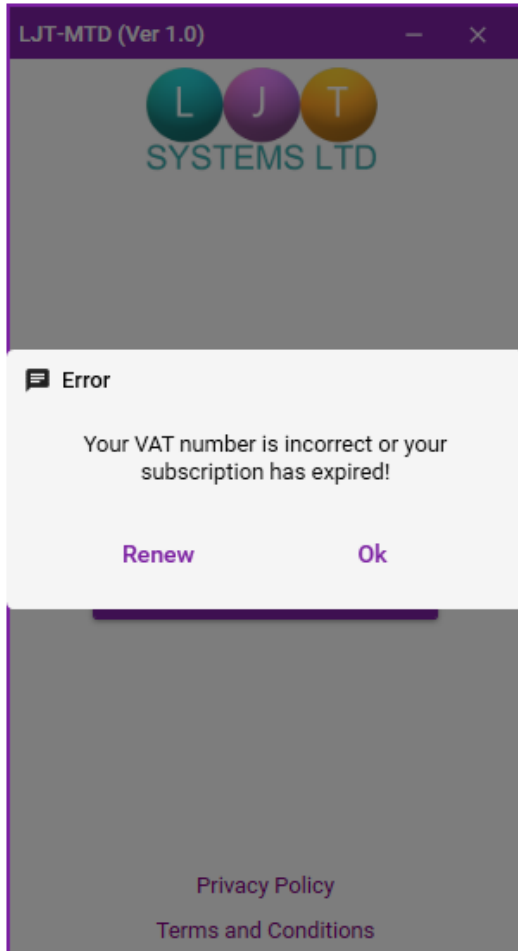 LJT-MTD (Ver 1.0)
L J T
SYSTEMS LTD
Error
Your VAT number is incorrect or your
subscription has expired!
Renew Ok
Privacy Policy
Terms and Conditions